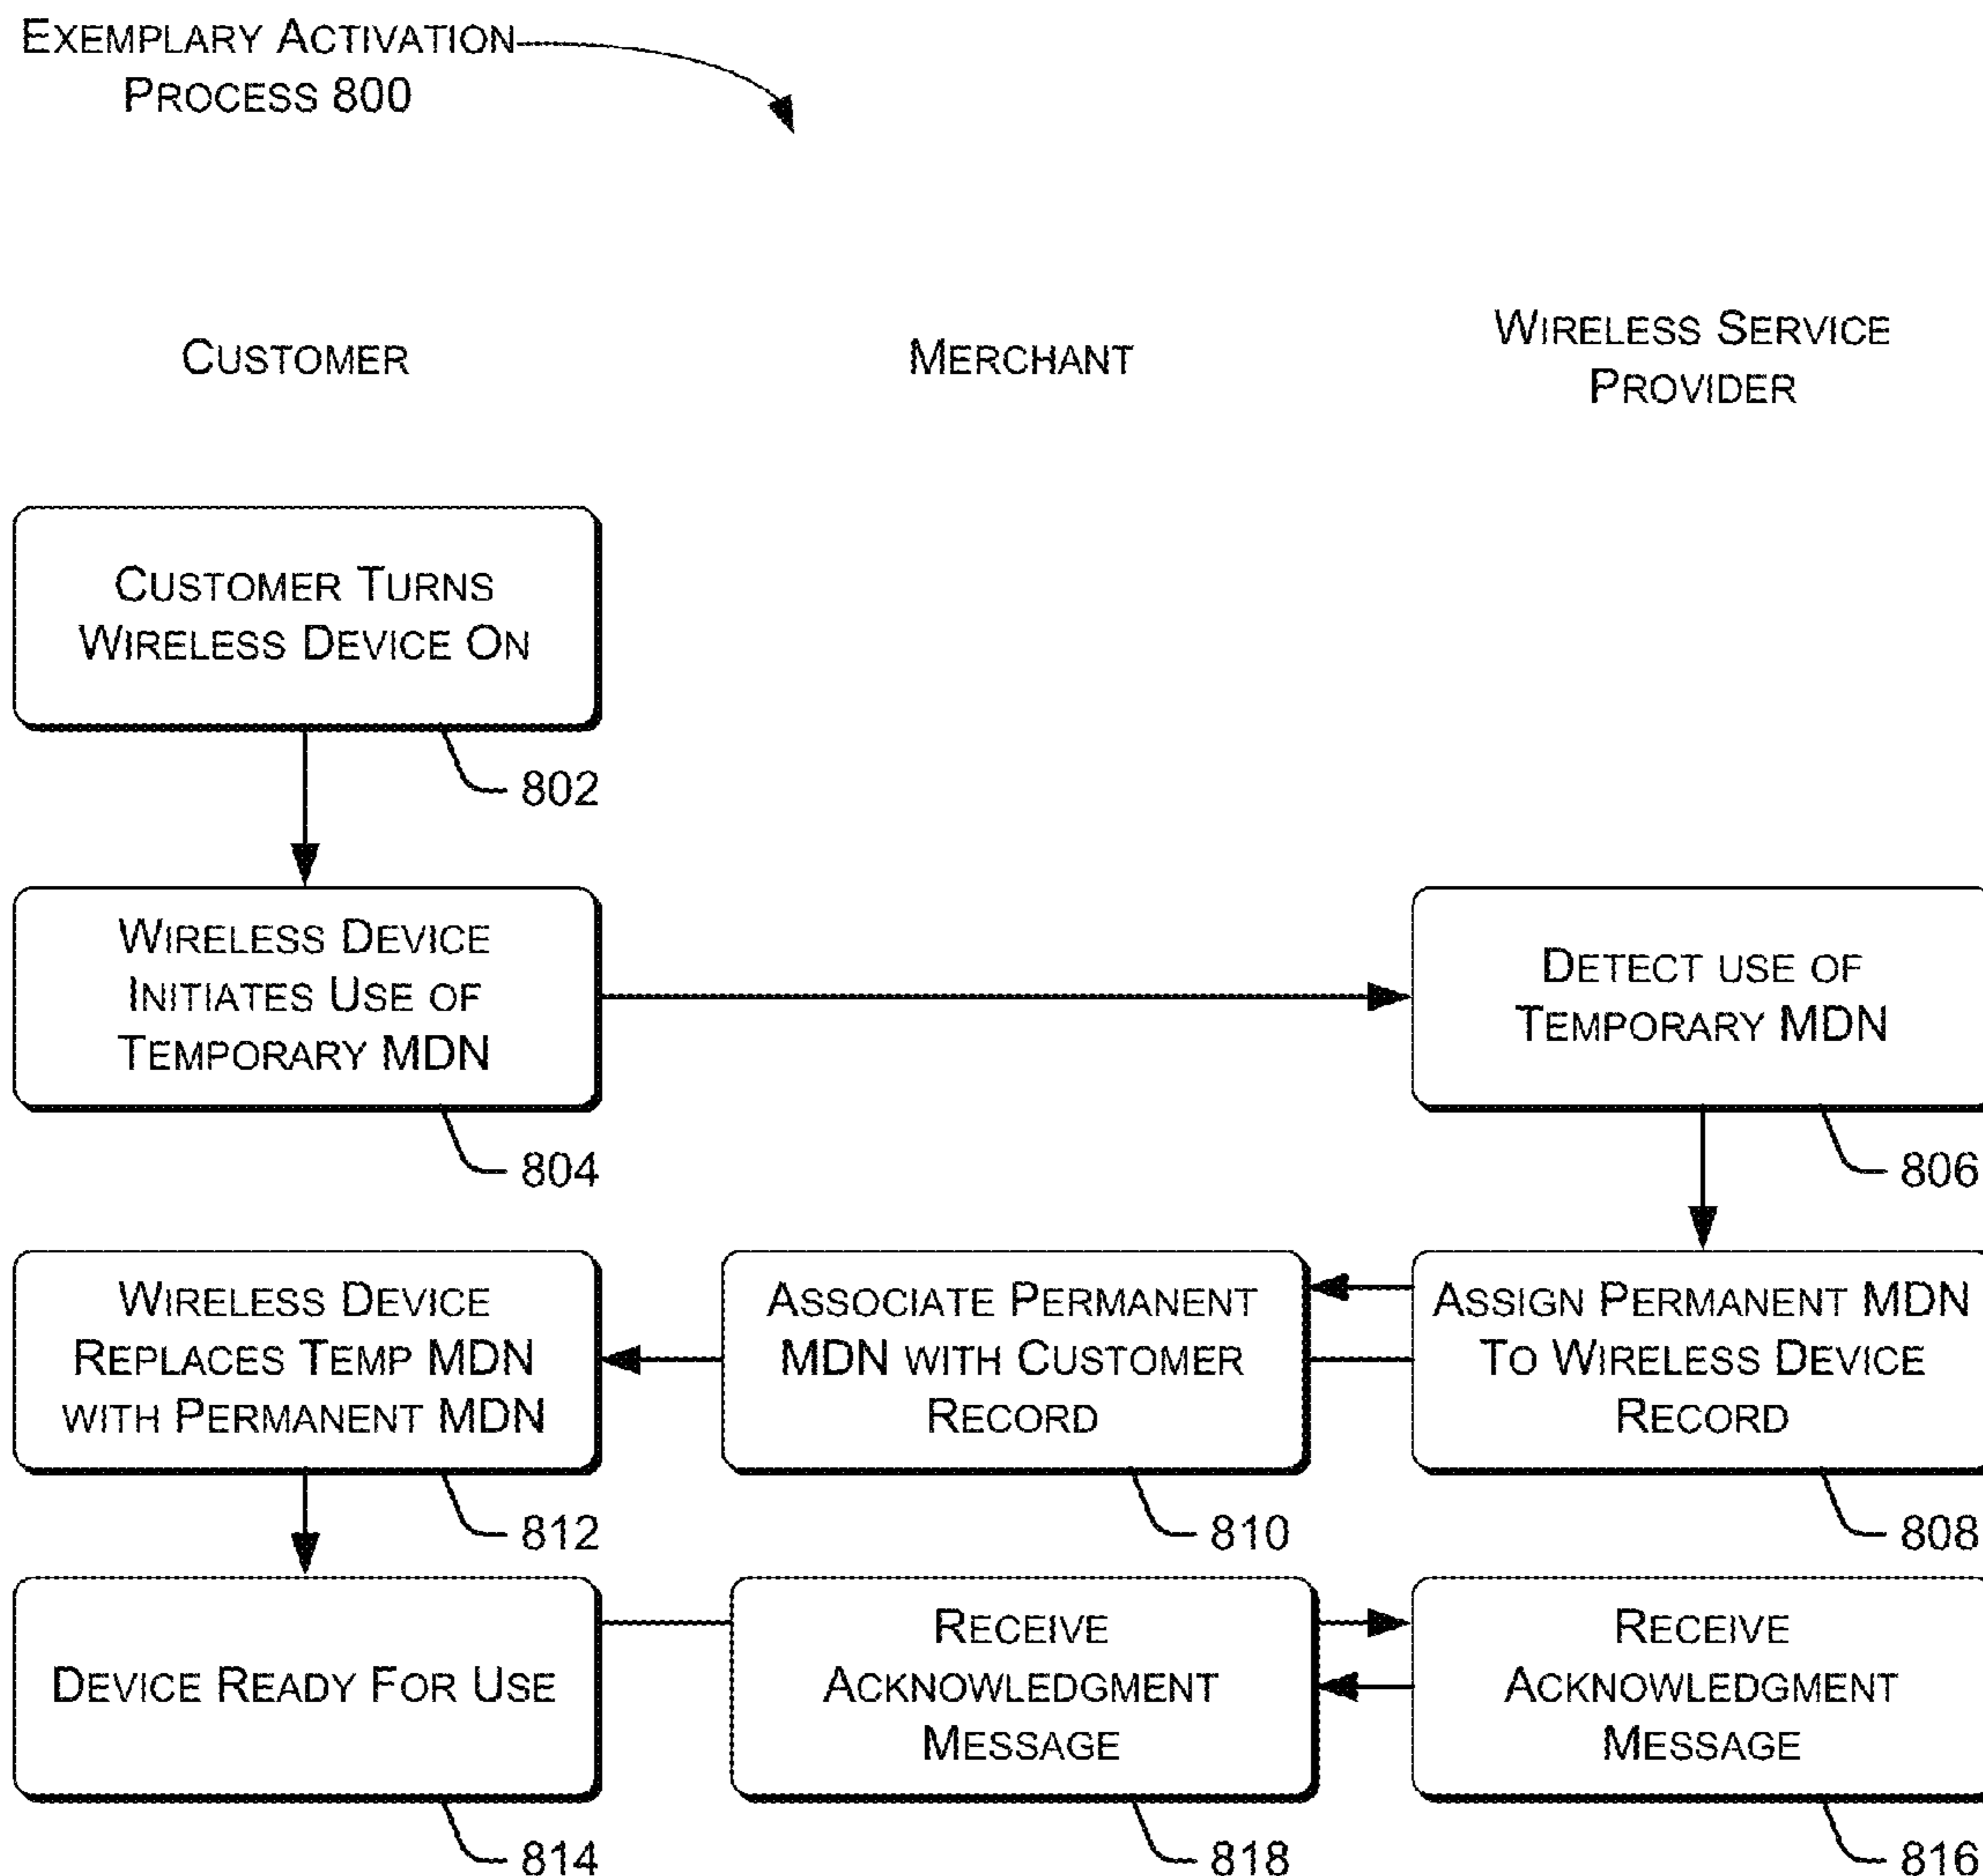 EXEMPLARY ACTIVATION
PROCESS 800
CUSTOMER
MERCHANT
WIRELESS SERVICE
PROVIDER
CUSTOMER TURNS
WIRELESS DEVICE ON
802
WIRELESS DEVICE
INITIATES USE OF
TEMPORARY MDN
804
DETECT USE OF
TEMPORARY MDN
806
WIRELESS DEVICE
REPLACES TEMP MDN
WITH PERMANENT MDN
812
ASSOCIATE PERMANENT
MDN WITH CUSTOMER
RECORD
810
ASSIGN PERMANENT MDN
TO WIRELESS DEVICE
RECORD
808
DEVICE READY FOR USE
814
RECEIVE
ACKNOWLEDGMENT
MESSAGE
818
RECEIVE
ACKNOWLEDGMENT
MESSAGE
816